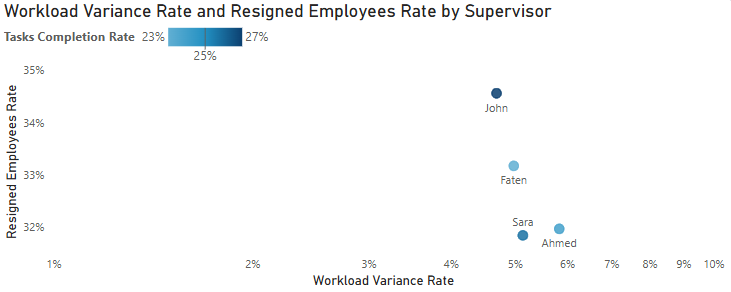 Workload Variance Rate and Resigned Employees Rate by Supervisor
Tasks Completion Rate 23% 27%
25%
35%
34%
33%
32%
Resigned Employees Rate
John
Faten
Sara
Ahmed
1% 2% 3% 4% 5% 6% 7% 8% 9% 10%
Workload Variance Rate